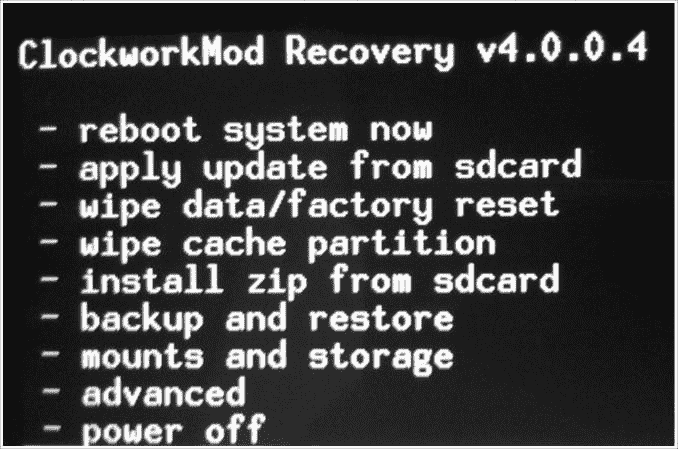 ClockworkMod Recovery v4.0.0.4
- reboot system now
- apply update from sdcard
- wipe data/factory reset
- wipe cache partition
- install zip from sdcard
- backup and restore
- mounts and storage
- advanced
- power off